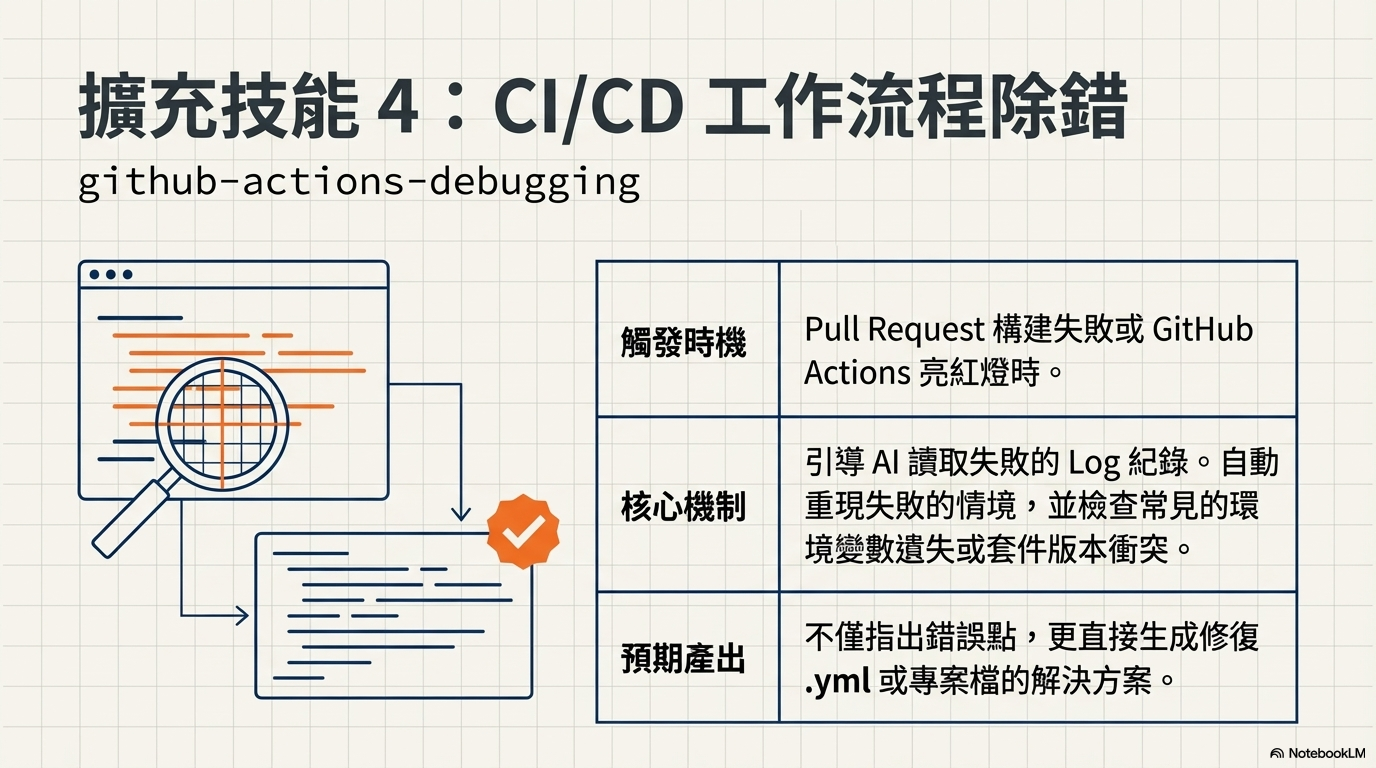 擴充技能 4：CI/CD 工作流程除錯
github-actions-debugging
觸發時機
Pull Request 構建失敗或 GitHub
Actions 亮紅燈時。
核心機制
引導 AI 讀取失敗的 Log 紀錄。自動
重現失敗的情境，並檢查常見的環
境變數遺失或套件版本衝突。
預期產出
不僅指出錯誤點，更直接生成修復
.yml 或專案檔的解決方案。
NotebookLM